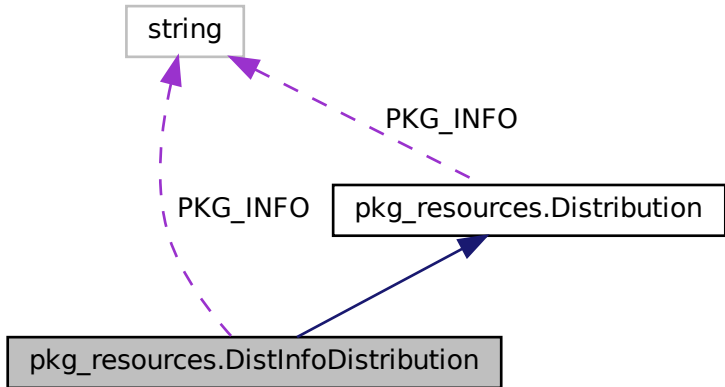 string
PKG_INFO
pkg_resources.Distribution
PKG_INFO
pkg_resources.DistInfoDistribution